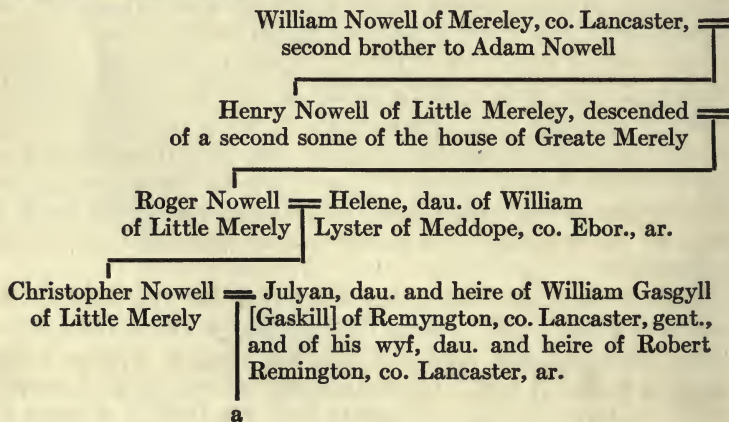 William Nowell of Mereley, co. Lancaster,
second brother to Adam Nowell
Henry Nowell of Little Mereley, descended
of a second sonne of the house of Greate Merely
Roger Nowell
of Little Merely
Helene, dau. of William
Lyster of Meddope, co. Ebor., ar.
Christopher Nowell
of Little Merely
Julyan, dau. and heire of William Gasgyll
[Gaskill] of Remyngton, co. Lancaster, gent.,
and of his wyf, dau. and heire of Robert
Remington, co. Lancaster, ar.
a